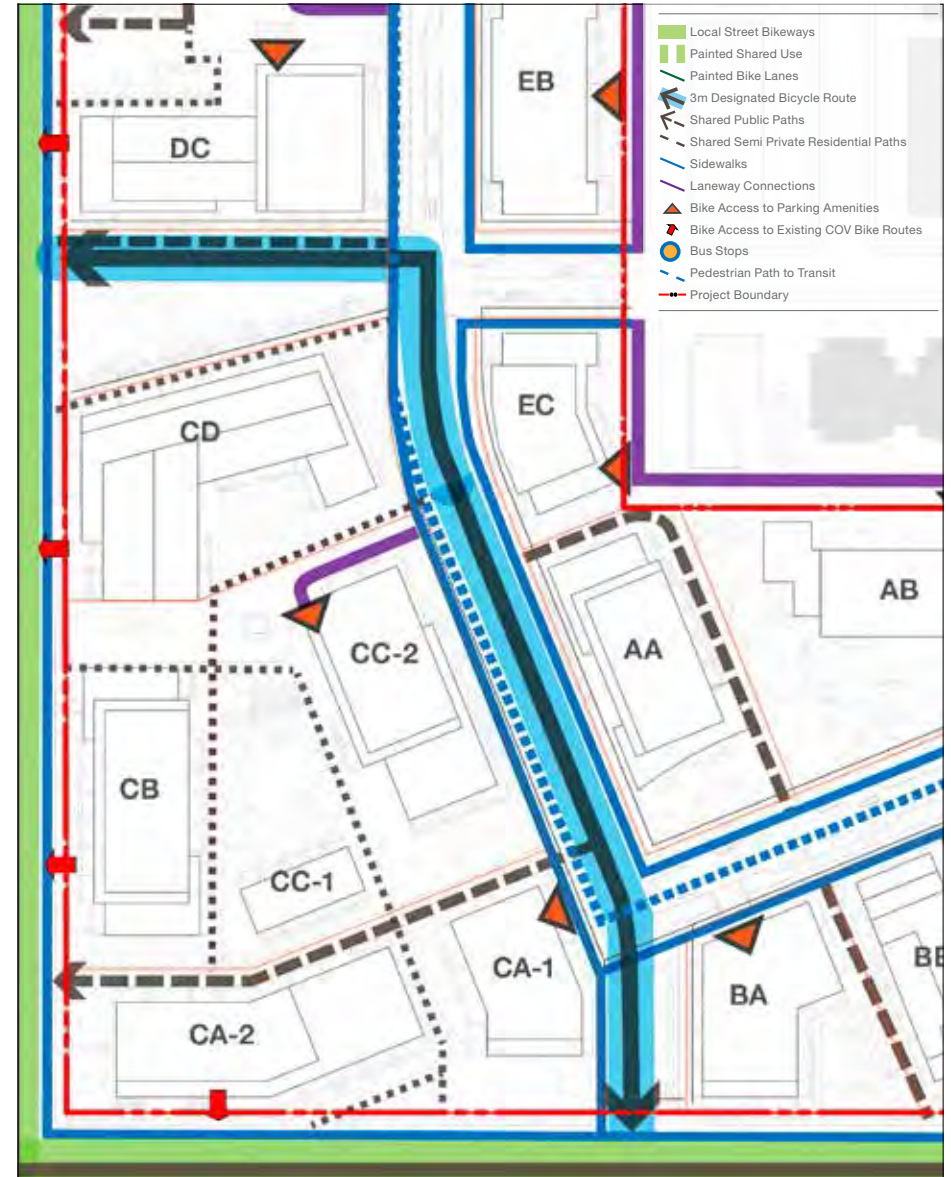 Local Street Bikeways
Painted Shared Use
Painted Bike Lanes
3m Designated Bicycle Route
Shared Public Paths
Shared Semi Private Residential Paths
Sidewalks
Laneway Connections
Bike Access to Parking Amenities
Bike Access to Existing COV Bike Routes
Bus Stops
Pedestrian Path to Transit
Project Boundary
EB
DC
EC
CD
AB
AA
CC-2
CB
CC-1
CA-1
BE
BA
CA-2